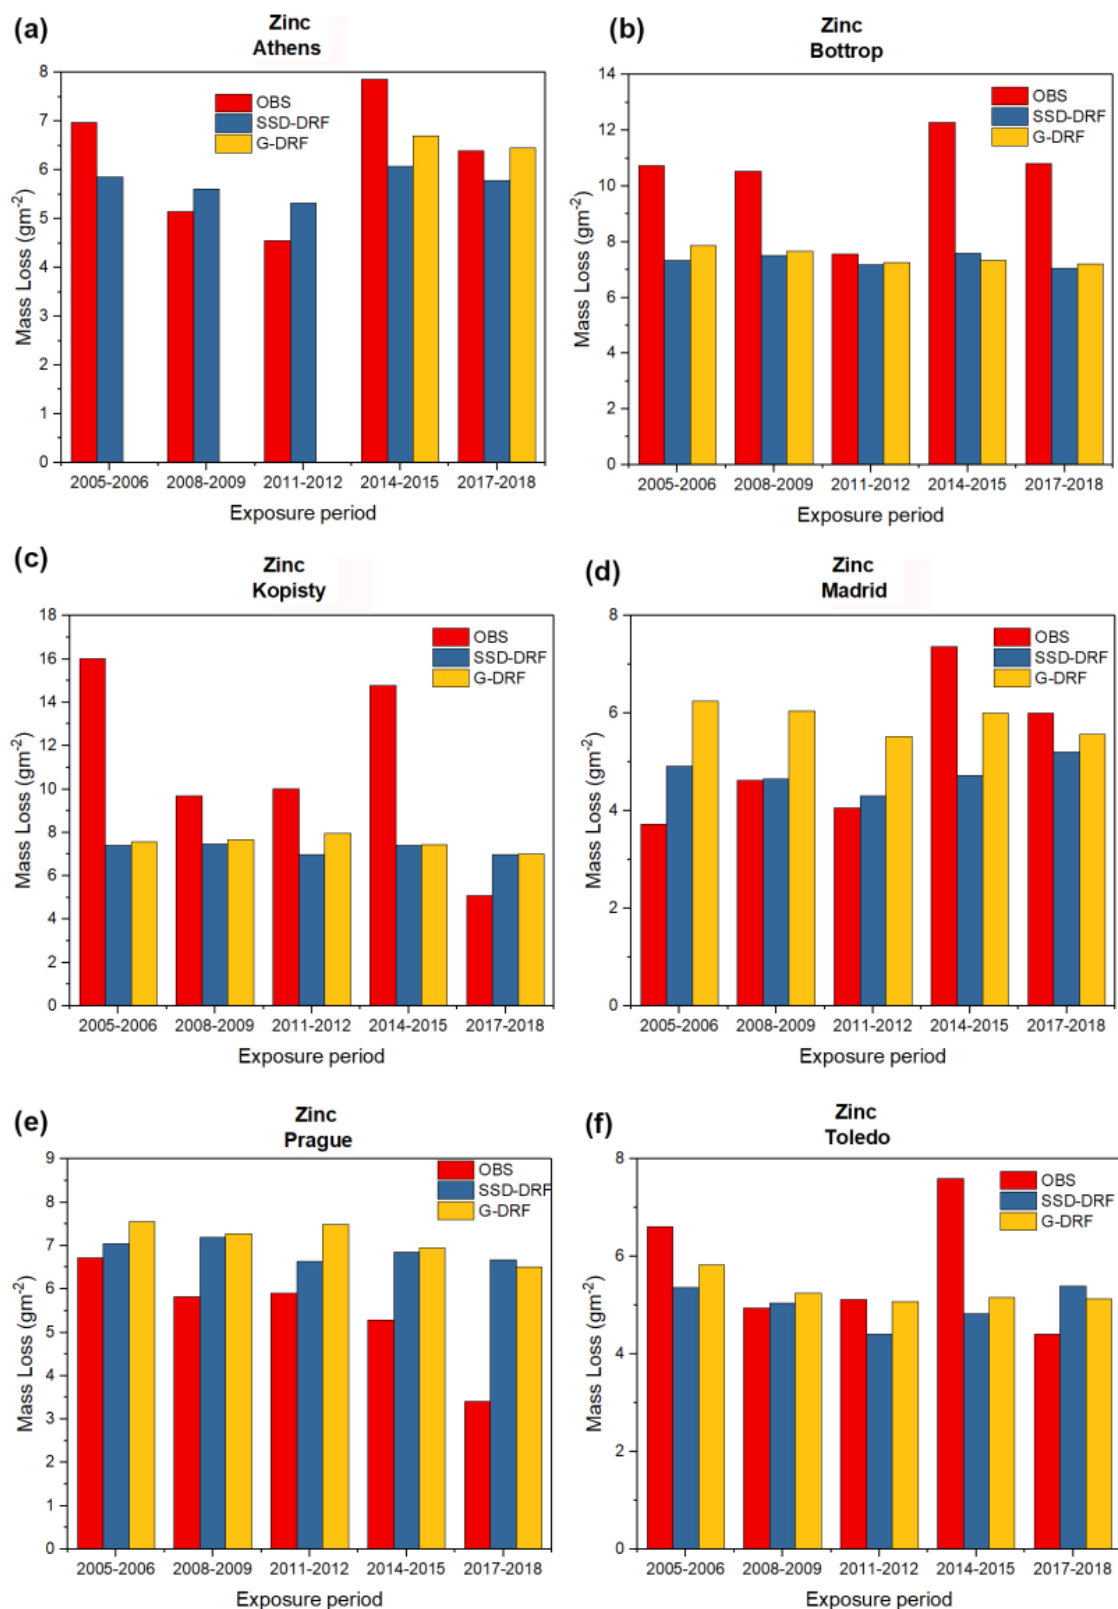 (a)
Zinc
Athens
OBS
SSD-DRF
G-DRF
Mass Loss (gm-2)
8
7
6
5
4
3
2
1
0
2005-2006 2008-2009 2011-2012 2014-2015 2017-2018
Exposure period
(b)
Zinc
Bottrop
OBS
SSD-DRF
G-DRF
Mass Loss (gm-2)
14
12
10
8
6
4
2
0
2005-2006 2008-2009 2011-2012 2014-2015 2017-2018
Exposure period
(c)
Zinc
Kopisty
OBS
SSD-DRF
G-DRF
Mass Loss (gm-2)
18
16
14
12
10
8
6
4
2
0
2005-2006 2008-2009 2011-2012 2014-2015 2017-2018
Exposure period
(d)
Zinc
Madrid
OBS
SSD-DRF
G-DRF
Mass Loss (gm-2)
8
6
4
2
0
2005-2006 2008-2009 2011-2012 2014-2015 2017-2018
Exposure period
(e)
Zinc
Prague
OBS
SSD-DRF
G-DRF
Mass Loss (gm-2)
9
8
7
6
5
4
3
2
1
0
2005-2006 2008-2009 2011-2012 2014-2015 2017-2018
Exposure period
(f)
Zinc
Toledo
OBS
SSD-DRF
G-DRF
Mass Loss (gm-2)
8
6
4
2
0
2005-2006 2008-2009 2011-2012 2014-2015 2017-2018
Exposure period